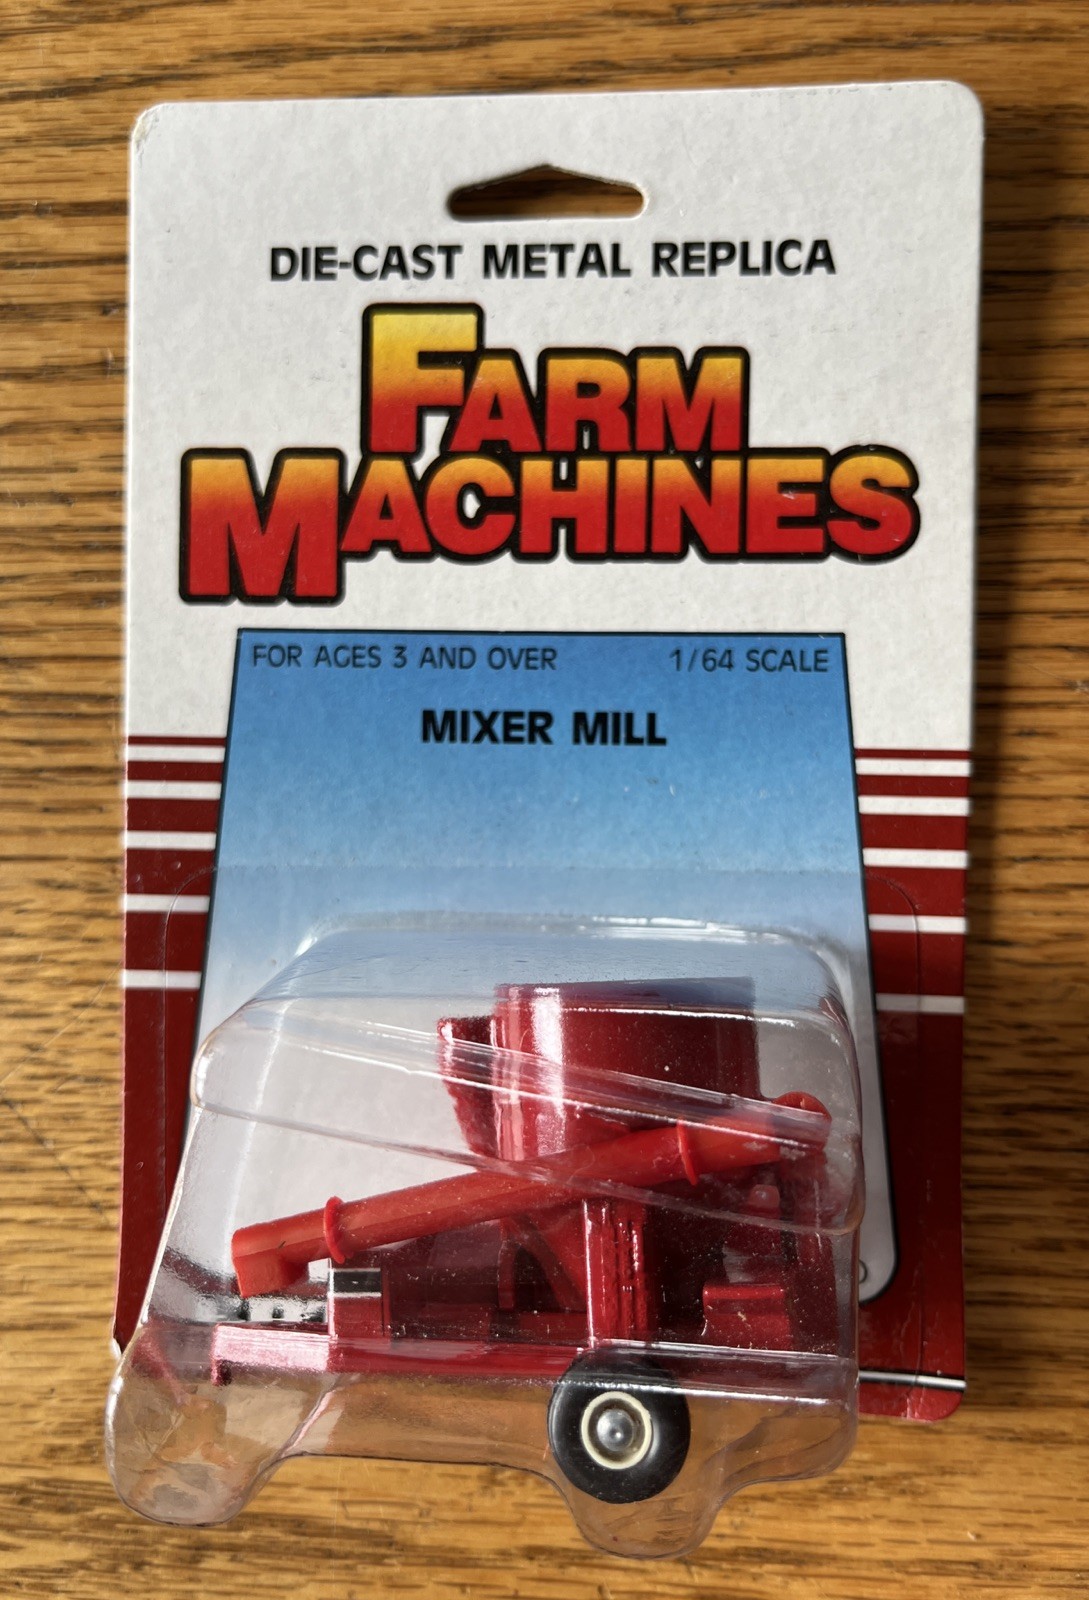 DIE-CAST METAL REPLICA
FARM
MACHINES
FOR AGES 3 AND OVER 1/64 SCALE
MIXER MILL